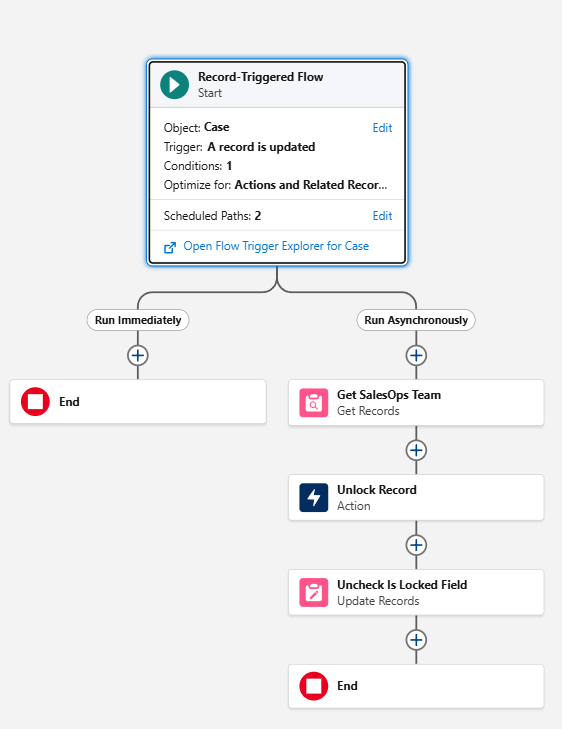 Record-Triggered Flow
Start
Object: Case Edit
Trigger: A record is updated
Conditions: 1
Optimize for: Actions and Related Recor...
Scheduled Paths: 2 Edit
Open Flow Trigger Explorer for Case
Run Immediately
Run Asynchronously
End
Get SalesOps Team
Get Records
Unlock Record
Action
Uncheck Is Locked Field
Update Records
End